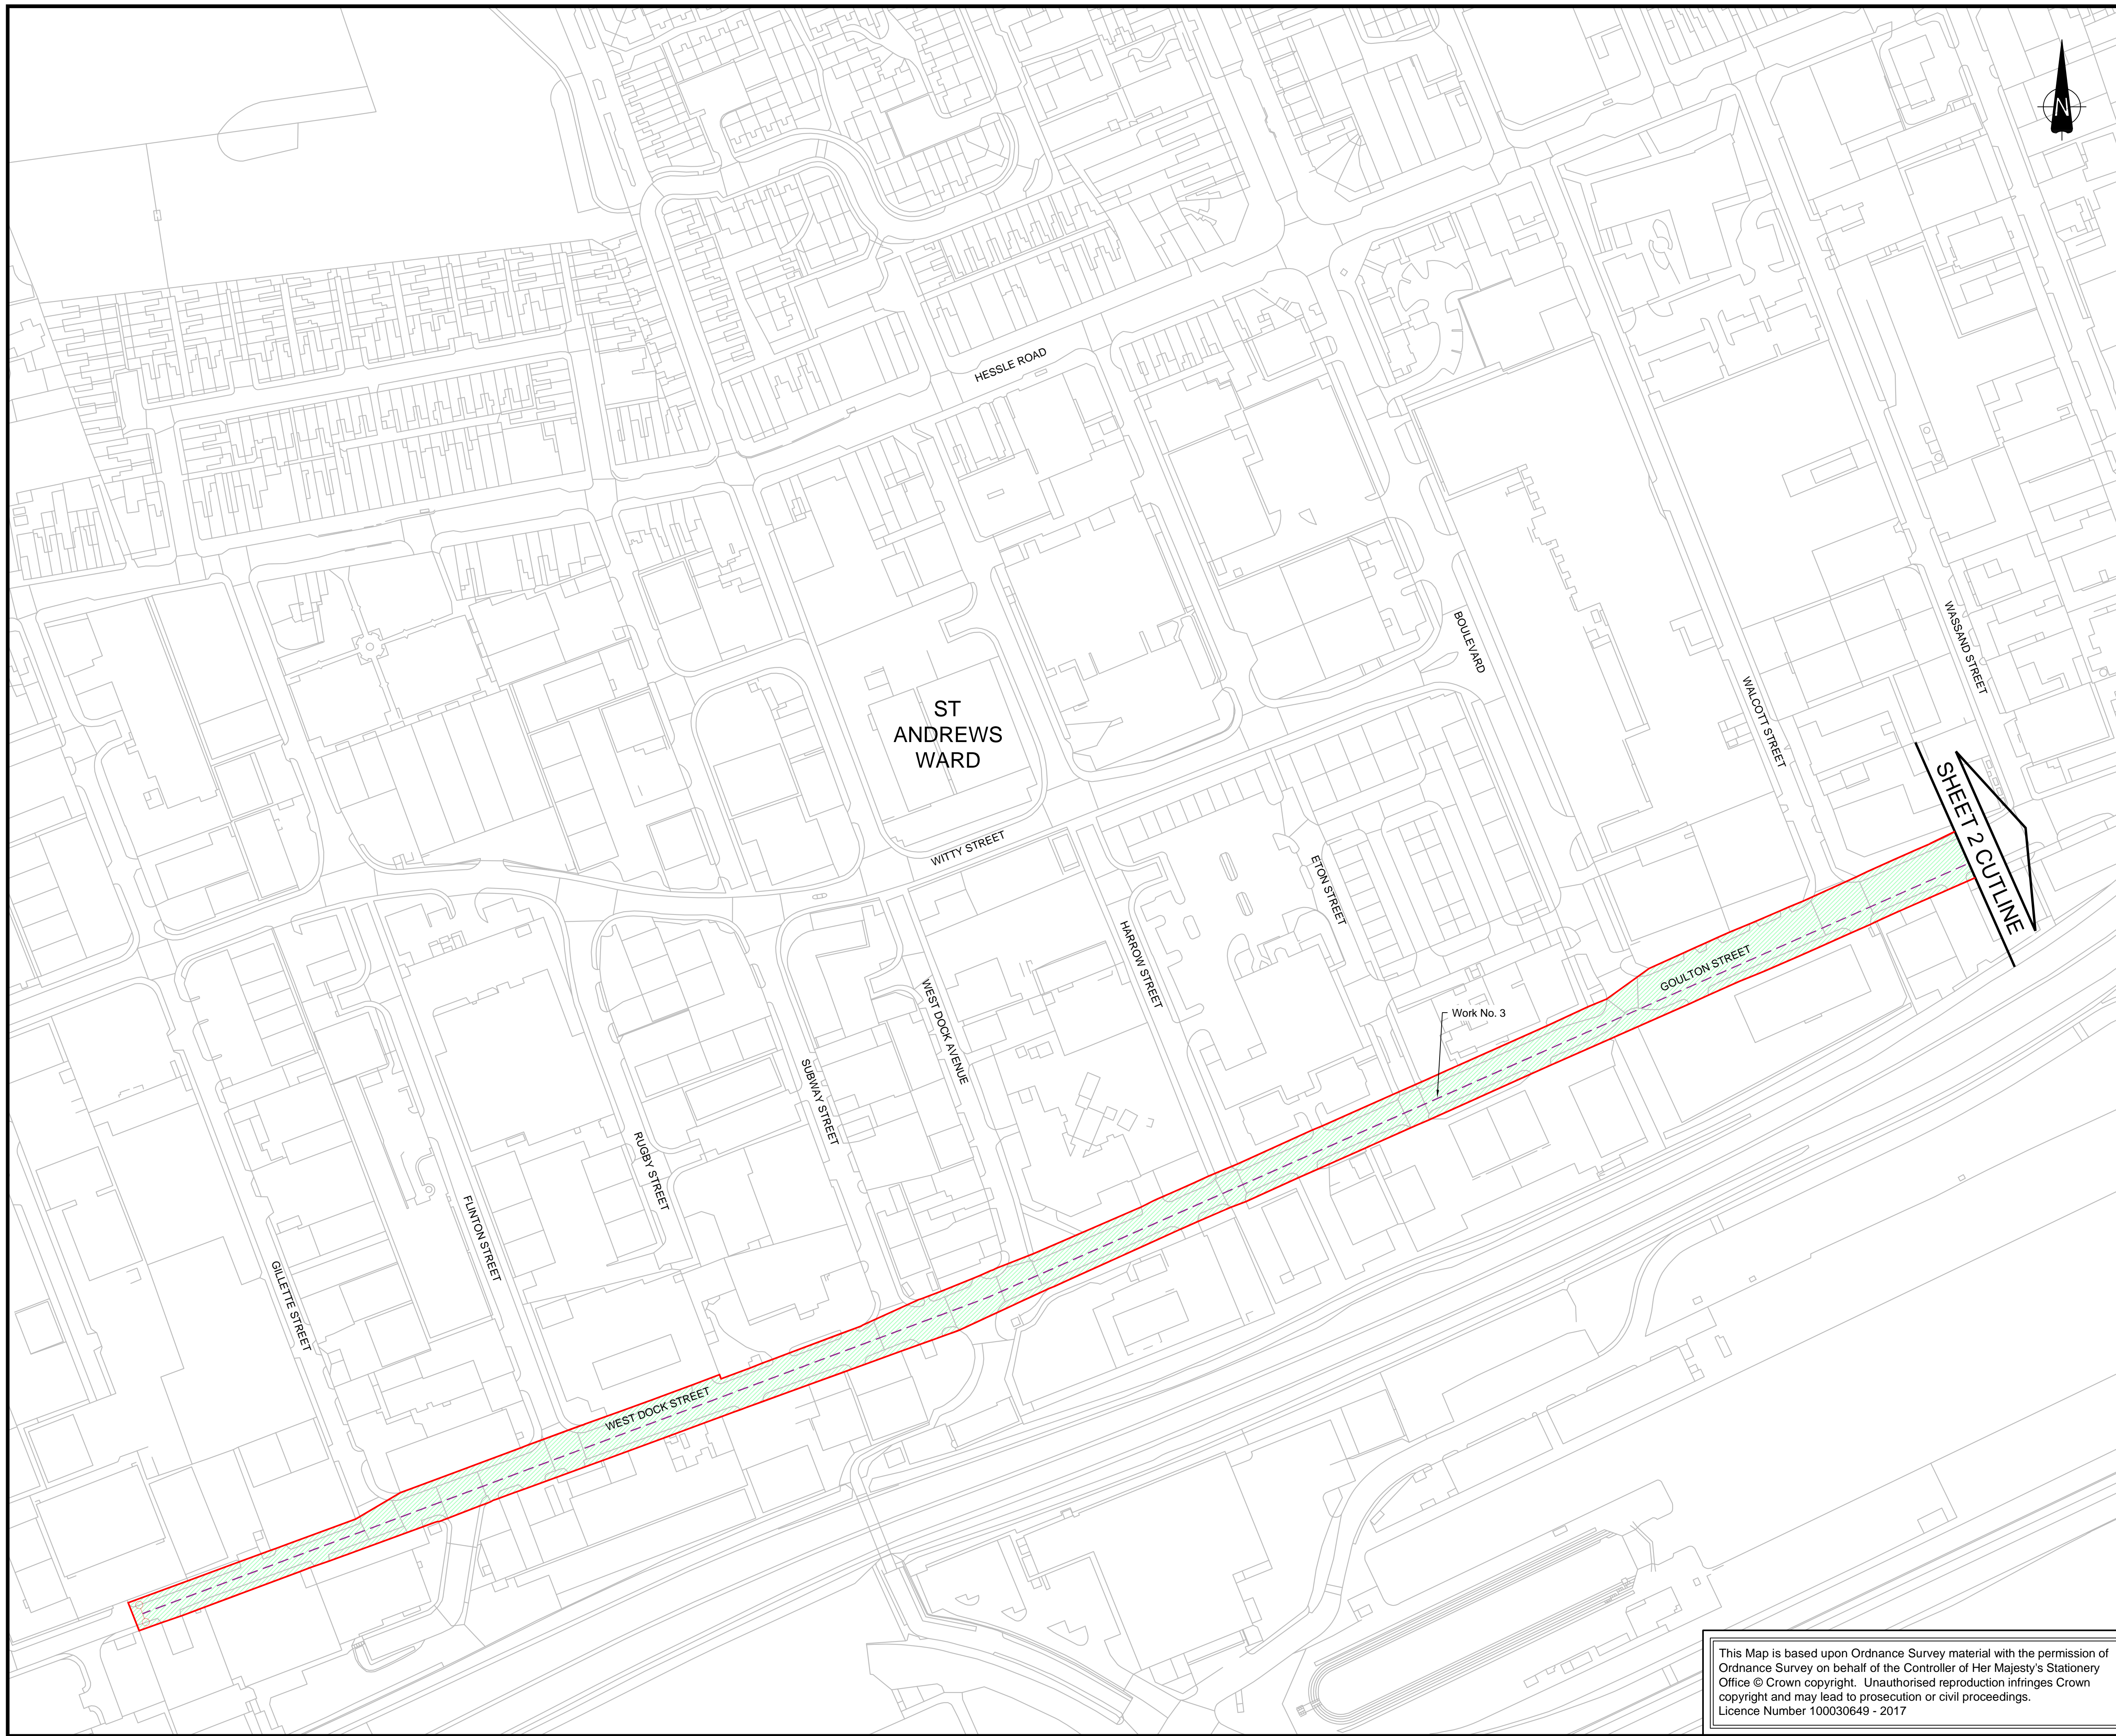 N
HESSLE ROAD
BOULEVARD
WASSAND STREET
WALCOTT STREET
ST
ANDREWS
WARD
SHEET 2 CUTLINE
WITTY STREET
ETON STREET
HARROW STREET
GOULTON STREET
WEST DOCK AVENUE
Work No. 3
SUBWAY STREET
RUGBY STREET
FLINTON STREET
GILLETTE STREET
WEST DOCK STREET
This Map is based upon Ordnance Survey material with the permission of
Ordnance Survey on behalf of the Controller of Her Majesty's Stationery
Office © Crown copyright. Unauthorised reproduction infringes Crown
copyright and may lead to prosecution or civil proceedings.
Licence Number 100030649 - 2017